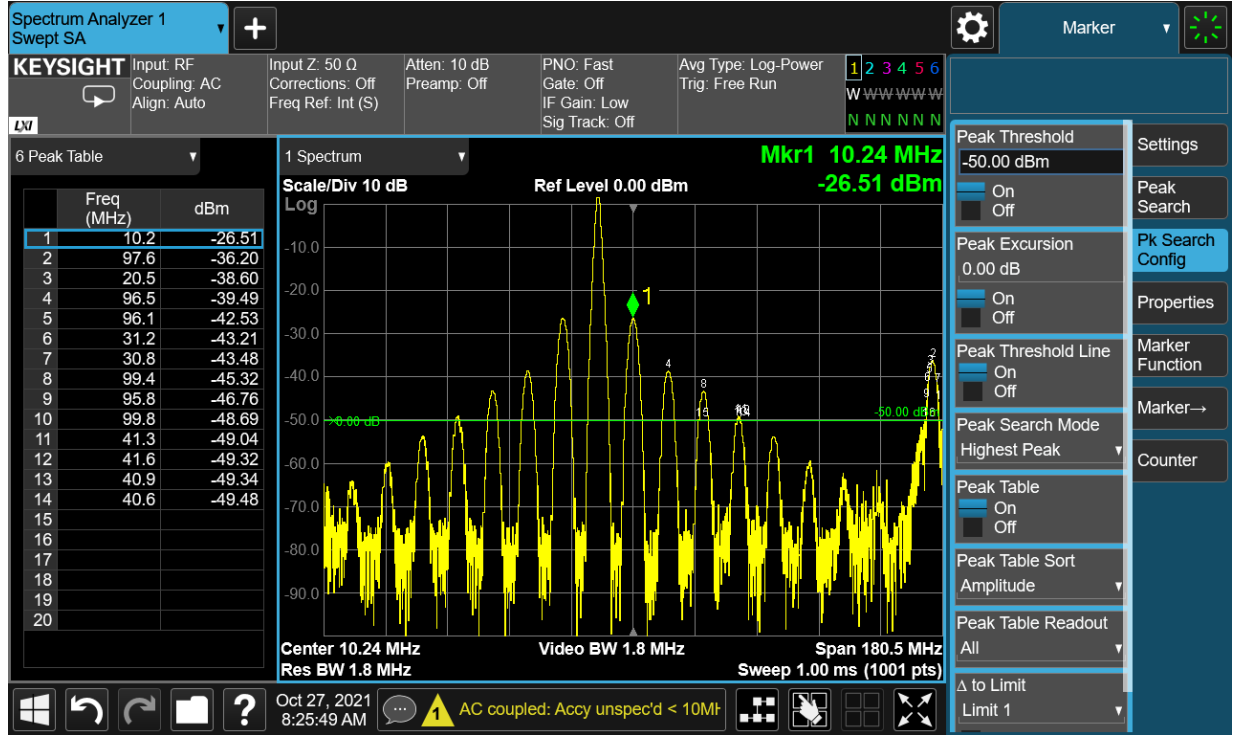 Spectrum Analyzer 1
Swept SA
Marker
KEYSIGHT
LXI
Input: RF
Coupling: AC
Align: Auto
Input Z: 50 Ω
Corrections: Off
Freq Ref: Int (S)
Atten: 10 dB
Preamp: Off
PNO: Fast
Gate: Off
IF Gain: Low
Sig Track: Off
Avg Type: Log-Power
Trig: Free Run
1 2 3 4 5 6
W W W W W W
N N N N N N
6 Peak Table
Freq (MHz) dBm
1 10.2 -26.51
2 97.6 -36.20
3 20.5 -38.60
4 96.5 -39.49
5 96.1 -42.53
6 31.2 -43.21
7 30.8 -43.48
8 99.4 -45.32
9 95.8 -46.76
10 99.8 -48.69
11 41.3 -49.04
12 41.6 -49.32
13 40.9 -49.34
14 40.6 -49.48
15
16
17
18
19
20
1 Spectrum
Mkr1 10.24 MHz
-26.51 dBm
Scale/Div 10 dB
Ref Level 0.00 dBm
Log
-10.0
-20.0
-30.0
-40.0
-50.0
-60.0
-70.0
-80.0
-90.0
1
2
4
8
0.00 dB
-50.00 dB
Center 10.24 MHz
Video BW 1.8 MHz
Span 180.5 MHz
Res BW 1.8 MHz
Sweep 1.00 ms (1001 pts)
Peak Threshold
-50.00 dBm
On
Off
Peak Excursion
0.00 dB
On
Off
Peak Threshold Line
On
Off
Peak Search Mode
Highest Peak
Peak Table
On
Off
Peak Table Sort
Amplitude
Peak Table Readout
All
Δ to Limit
Limit 1
Settings
Peak
Search
Pk Search
Config
Properties
Marker
Function
Marker→
Counter
?
Oct 27, 2021
8:25:49 AM
1
AC coupled: Accy unspec'd < 10MH